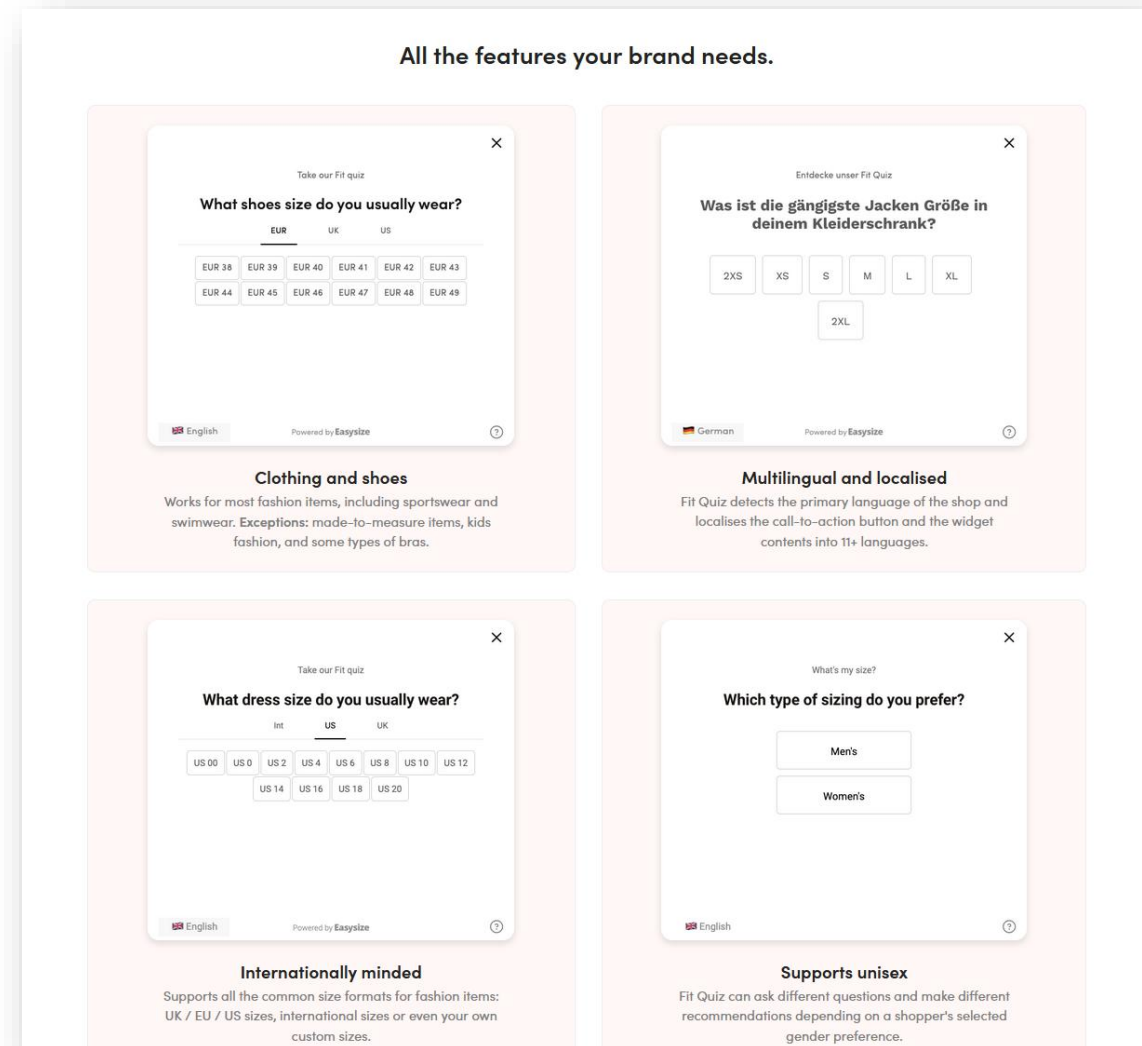 All the features your brand needs.
Take our Fit quiz
What shoes size do you usually wear?
EUR UK US
EUR 38 EUR 39 EUR 40 EUR 41 EUR 42 EUR 43
EUR 44 EUR 45 EUR 46 EUR 47 EUR 48 EUR 49
English Powered by Easysize ?
Clothing and shoes
Works for most fashion items, including sportswear and
swimwear. Exceptions: made-to-measure items, kids
fashion, and some types of bras.
Entdecke unser Fit Quiz
Was ist die gängigste Jacken Größe in
deinem Kleiderschrank?
2XS XS S M L XL
2XL
German Powered by Easysize ?
Multilingual and localised
Fit Quiz detects the primary language of the shop and
localises the call-to-action button and the widget
contents into 11+ languages.
Take our Fit quiz
What dress size do you usually wear?
Int US UK
US 00 US 0 US 2 US 4 US 6 US 8 US 10 US 12
US 14 US 16 US 18 US 20
English Powered by Easysize ?
Internationally minded
Supports all the common size formats for fashion items:
UK / EU / US sizes, international sizes or even your own
custom sizes.
What's my size?
Which type of sizing do you prefer?
Men's
Women's
English ?
Supports unisex
Fit Quiz can ask different questions and make different
recommendations depending on a shopper's selected
gender preference.